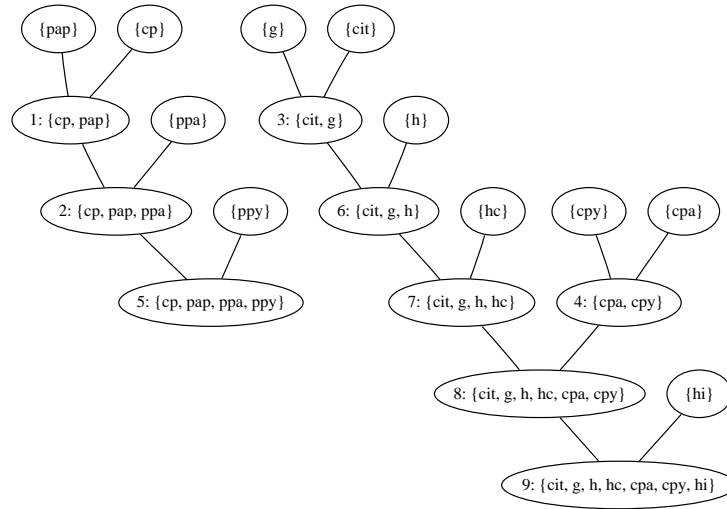 {pap} {cp} {g} {cit}
1: {cp, pap} {ppa} 3: {cit, g} {h}
2: {cp, pap, ppa} {ppy} 6: {cit, g, h} {hc} {cpy} {cpa}
5: {cp, pap, ppa, ppy} 7: {cit, g, h, hc} 4: {cpa, cpy}
8: {cit, g, h, hc, cpa, cpy} {hi}
9: {cit, g, h, hc, cpa, cpy, hi}